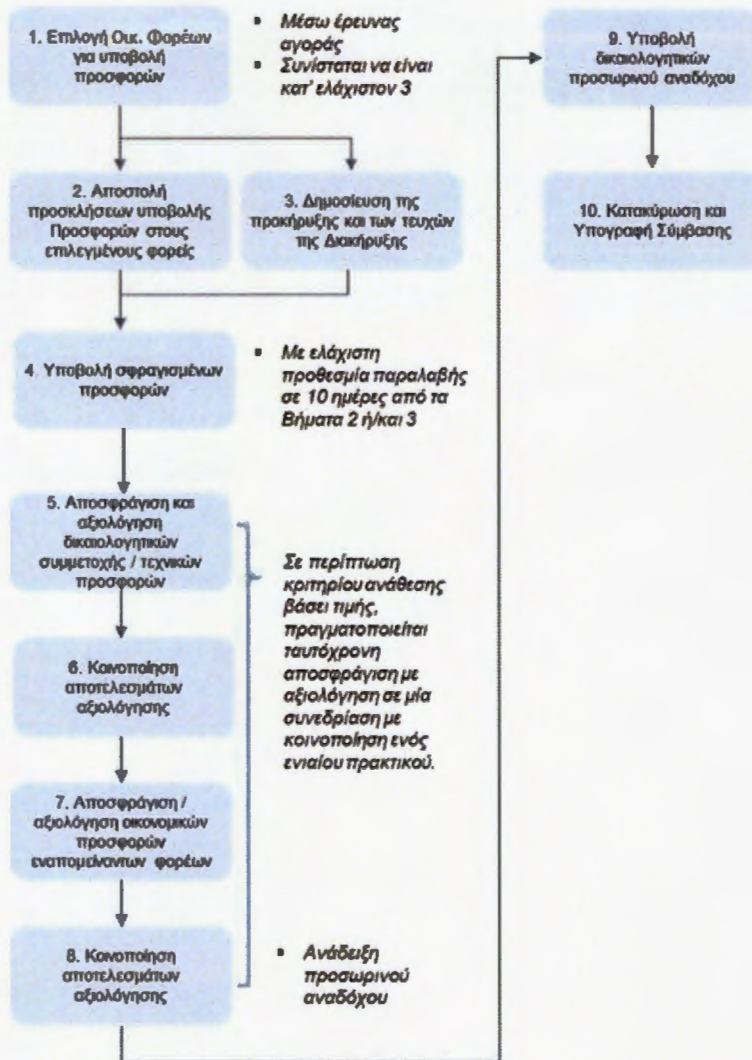 1. Επιλογή Οικ. Φορέων
για υποβολή
προσφορών
▪ Μέσω έρευνας
αγοράς
▪ Συνίσταται να είναι
κατ' ελάχιστον 3
2. Αποστολή
προσκλήσεων υποβολής
Προσφορών στους
επιλεγμένους φορείς
3. Δημοσίευση της
προκήρυξης και των τευχών
της Διακήρυξης
4. Υποβολή σφραγισμένων
προσφορών
▪ Με ελάχιστη
προθεσμία παραλαβής
σε 10 ημέρες από τα
Βήματα 2 ή/και 3
5. Αποσφράγιση και
αξιολόγηση
δικαιολογητικών
συμμετοχής / τεχνικών
προσφορών
Σε περίπτωση
κριτηρίου ανάθεσης
βάσει τιμής,
πραγματοποιείται
ταυτόχρονη
αποσφράγιση με
αξιολόγηση σε μία
συνεδρίαση με
κοινοποίηση ενός
ενιαίου πρακτικού.
6. Κοινοποίηση
αποτελεσμάτων
αξιολόγησης
7. Αποσφράγιση /
αξιολόγηση οικονομικών
προσφορών
εναπομείναντων φορέων
8. Κοινοποίηση
αποτελεσμάτων
αξιολόγησης
▪ Ανάδειξη
προσωρινού
αναδόχου
9. Υποβολή
δικαιολογητικών
προσωρινού αναδόχου
10. Κατακύρωση και
Υπογραφή Σύμβασης